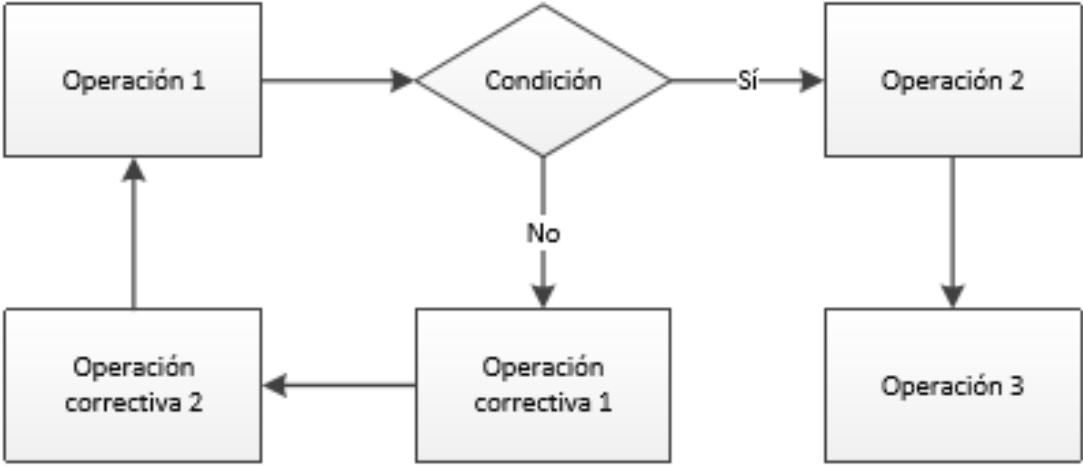 Operación 1
Condición
Sí
Operación 2
No
Operación
correctiva 2
Operación
correctiva 1
Operación 3